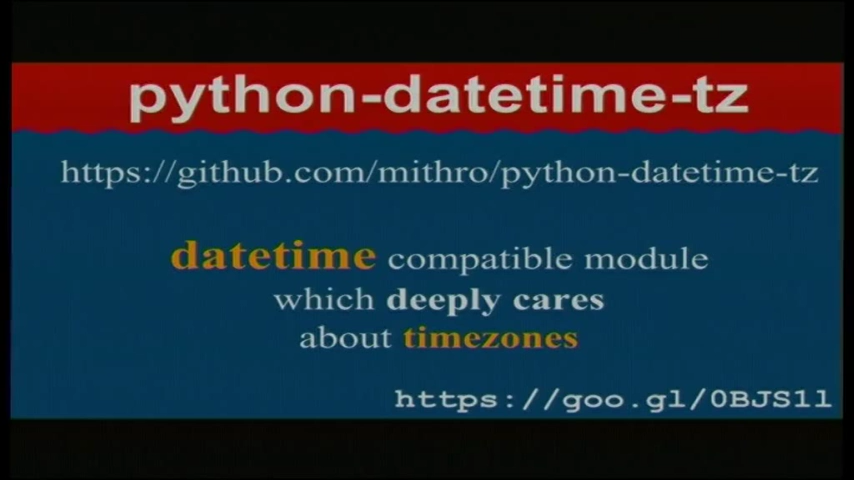 python-datetime-tz
https://github.com/mithro/python-datetime-tz
datetime compatible module
which deeply cares
about timezones
https://goo.gl/0BJS1l